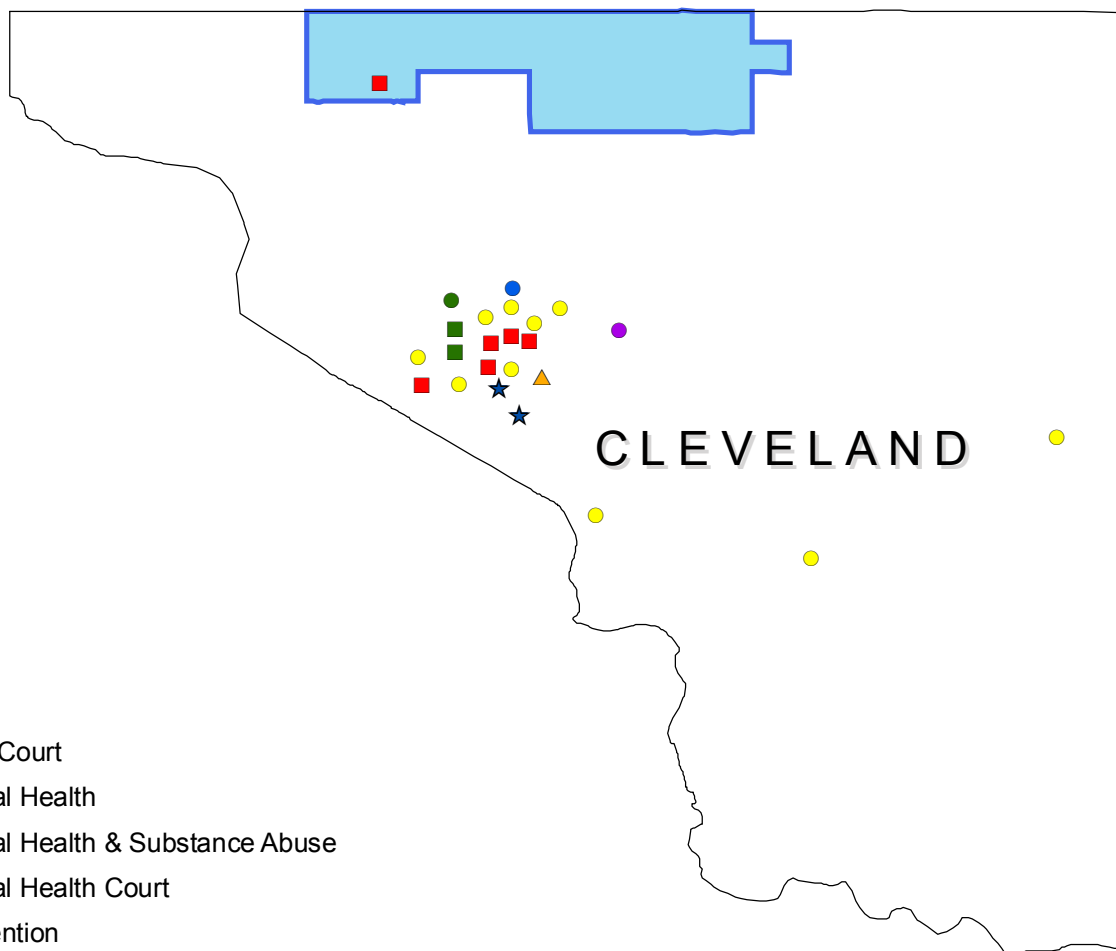 CLEVELAND
Court
al Health
al Health & Substance Abuse
al Health Court
ention